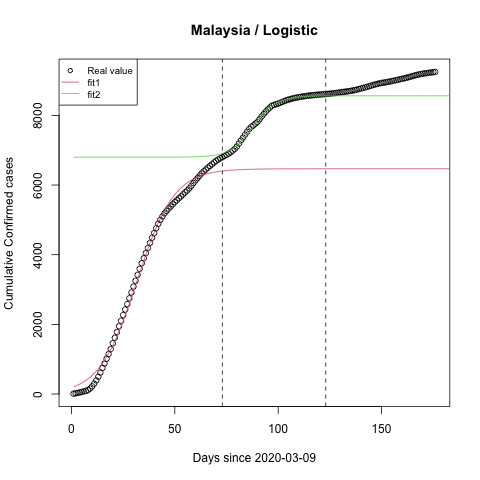 Malaysia / Logistic
Real value
fit1
fit2
Cumulative Confirmed cases
8000
6000
4000
2000
0
0 50 100 150
Days since 2020-03-09